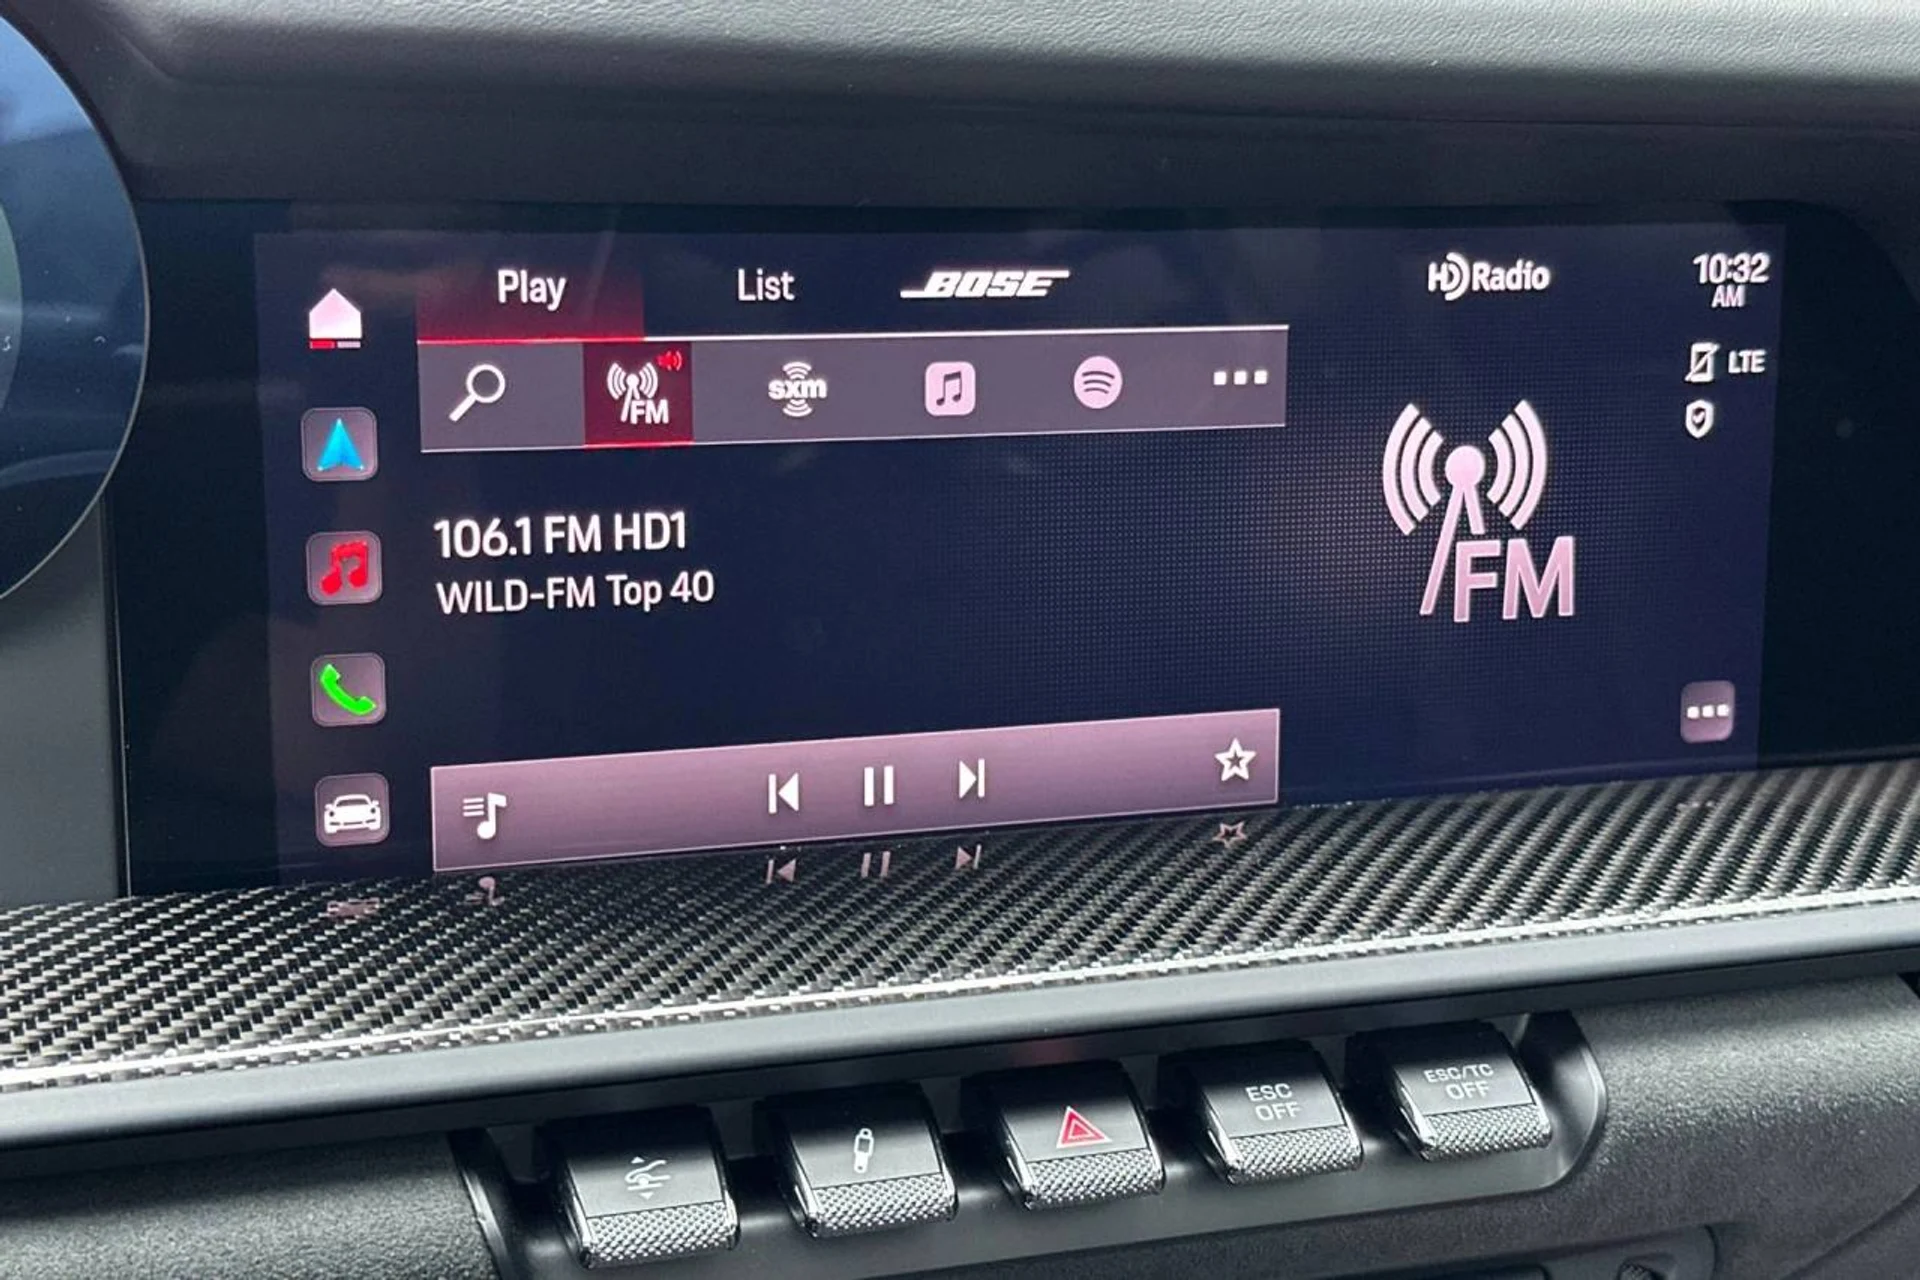 Play
List
BOSE
HD Radio
10:32
AM
FM
sxm
LTE
106.1 FM HD1
WILD-FM Top 40
FM
ESC
OFF
ESC/TC
OFF